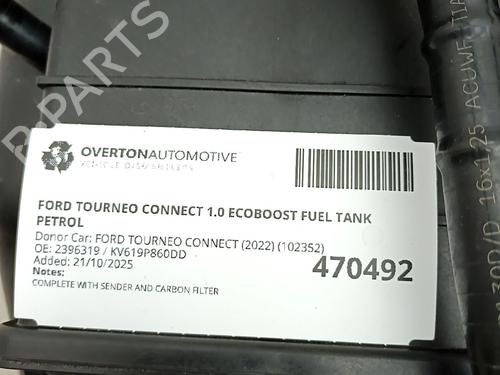 B-PARTS
OVERTONAUTOMOTIVE
VEHICLE DISMANTLERS
FORD TOURNEO CONNECT 1.0 ECOBOOST FUEL TANK
PETROL
Donor Car: FORD TOURNEO CONNECT (2022) (102352)
OE: 2396319 / KV619P860DD
Added: 21/10/2025
470492
Notes:
COMPLETE WITH SENDER AND CARBON FILTER
16x1.25